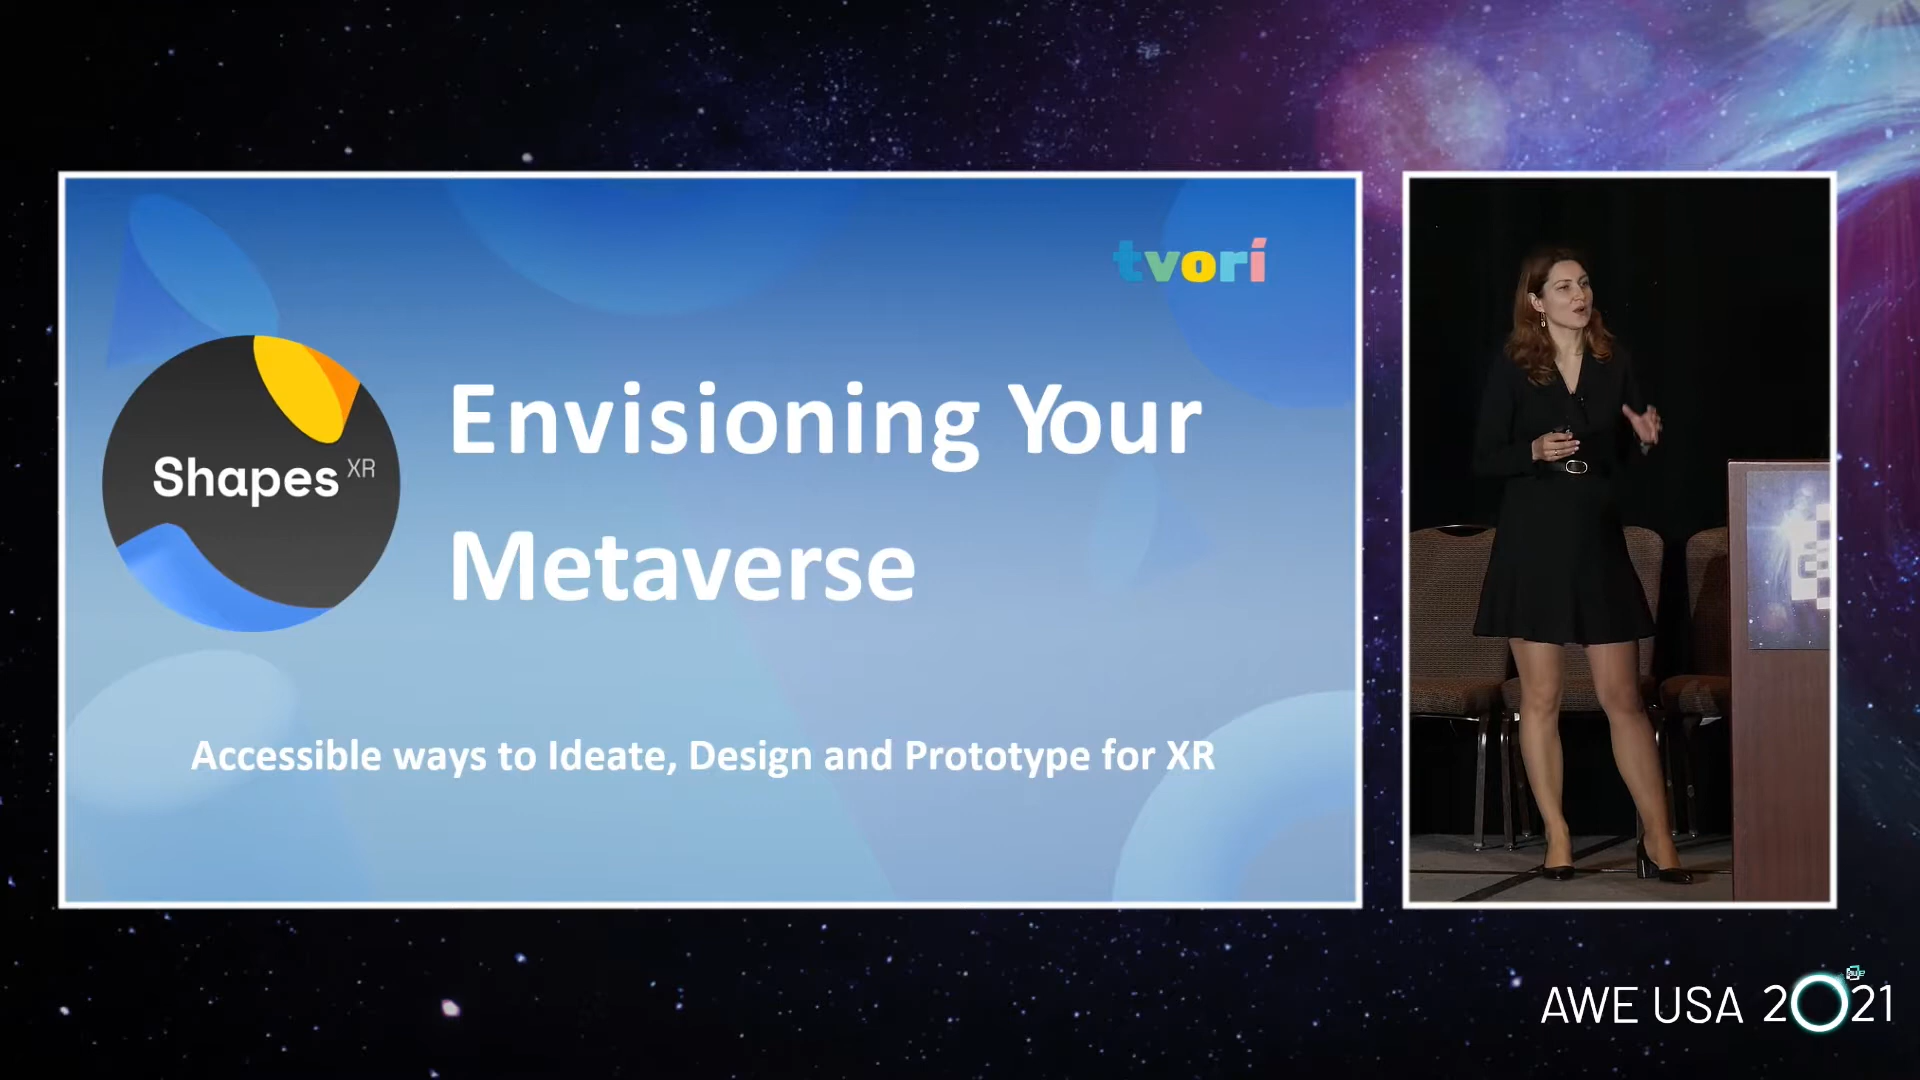 tvori
Shapes XR
Envisioning Your
Metaverse
Accessible ways to Ideate, Design and Prototype for XR
AWE USA 2021